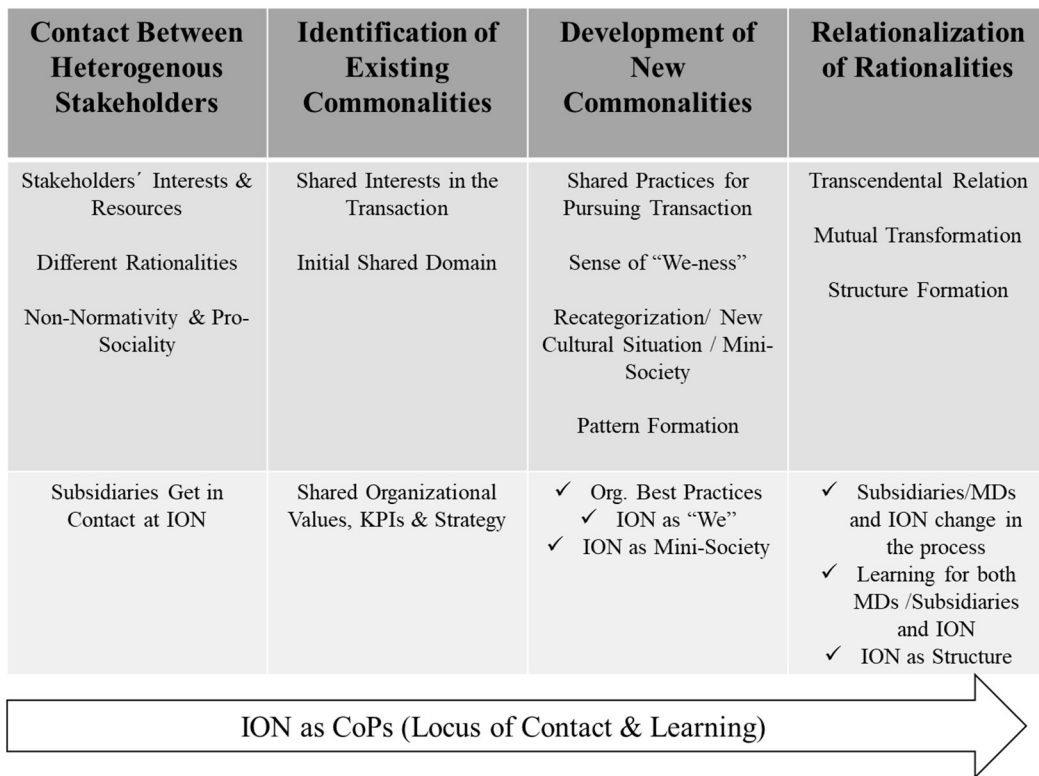 Contact Between
Heterogenous
Stakeholders
Identification of
Existing
Commonalities
Development of
New
Commonalities
Relationalization
of Rationalities
Stakeholders´ Interests &
Resources
Different Rationalities
Non-Normativity & Pro-
Sociality
Shared Interests in the
Transaction
Initial Shared Domain
Shared Practices for
Pursuing Transaction
Sense of “We-ness”
Recategorization/ New
Cultural Situation / Mini-
Society
Pattern Formation
Transcendental Relation
Mutual Transformation
Structure Formation
Subsidiaries Get in
Contact at ION
Shared Organizational
Values, KPIs & Strategy
✓ Org. Best Practices
✓ ION as “We”
✓ ION as Mini-Society
✓ Subsidiaries/MDs
and ION change in
the process
✓ Learning for both
MDs /Subsidiaries
and ION
✓ ION as Structure
ION as CoPs (Locus of Contact & Learning)